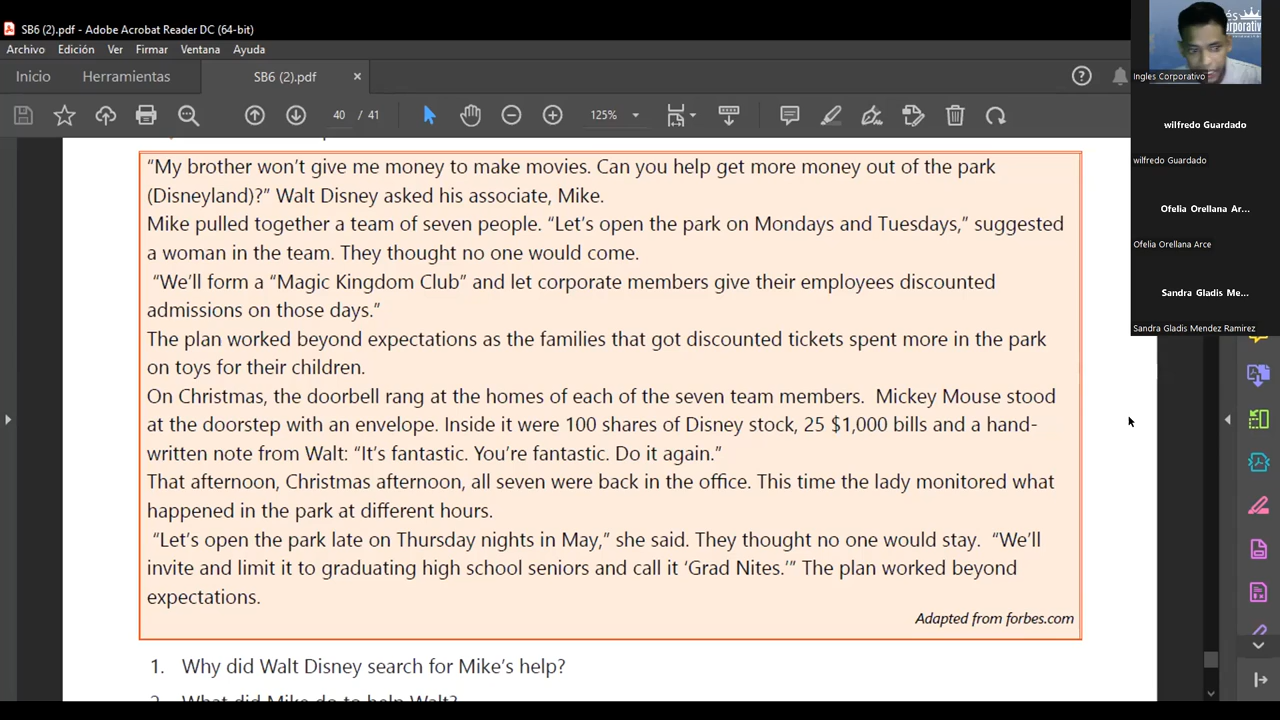 SB6 (2).pdf - Adobe Acrobat Reader DC (64-bit)
Archivo Edición Ver Firmar Ventana Ayuda
Inicio Herramientas SB6 (2).pdf ×
40 / 41 125%
“My brother won’t give me money to make movies. Can you help get more money out of the park
(Disneyland)?” Walt Disney asked his associate, Mike.
Mike pulled together a team of seven people. “Let’s open the park on Mondays and Tuesdays,” suggested
a woman in the team. They thought no one would come.
“We’ll form a “Magic Kingdom Club” and let corporate members give their employees discounted
admissions on those days.”
The plan worked beyond expectations as the families that got discounted tickets spent more in the park
on toys for their children.
On Christmas, the doorbell rang at the homes of each of the seven team members. Mickey Mouse stood
at the doorstep with an envelope. Inside it were 100 shares of Disney stock, 25 $1,000 bills and a hand-
written note from Walt: “It’s fantastic. You’re fantastic. Do it again.”
That afternoon, Christmas afternoon, all seven were back in the office. This time the lady monitored what
happened in the park at different hours.
“Let’s open the park late on Thursday nights in May,” she said. They thought no one would stay. “We’ll
invite and limit it to graduating high school seniors and call it ‘Grad Nites.’” The plan worked beyond
expectations.
Adapted from forbes.com
1. Why did Walt Disney search for Mike’s help?
2. What did Mike do to help Walt?
Ingles Corporativo
wilfredo Guardado
wilfredo Guardado
Ofelia Orellana Ar...
Ofelia Orellana Arce
Sandra Gladis Me...
Sandra Gladis Mendez Ramirez